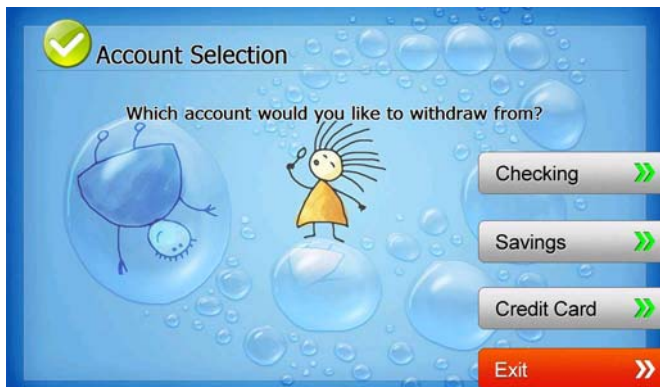 Account Selection
Which account would you like to withdraw from?
Checking
Savings
Credit Card
Exit